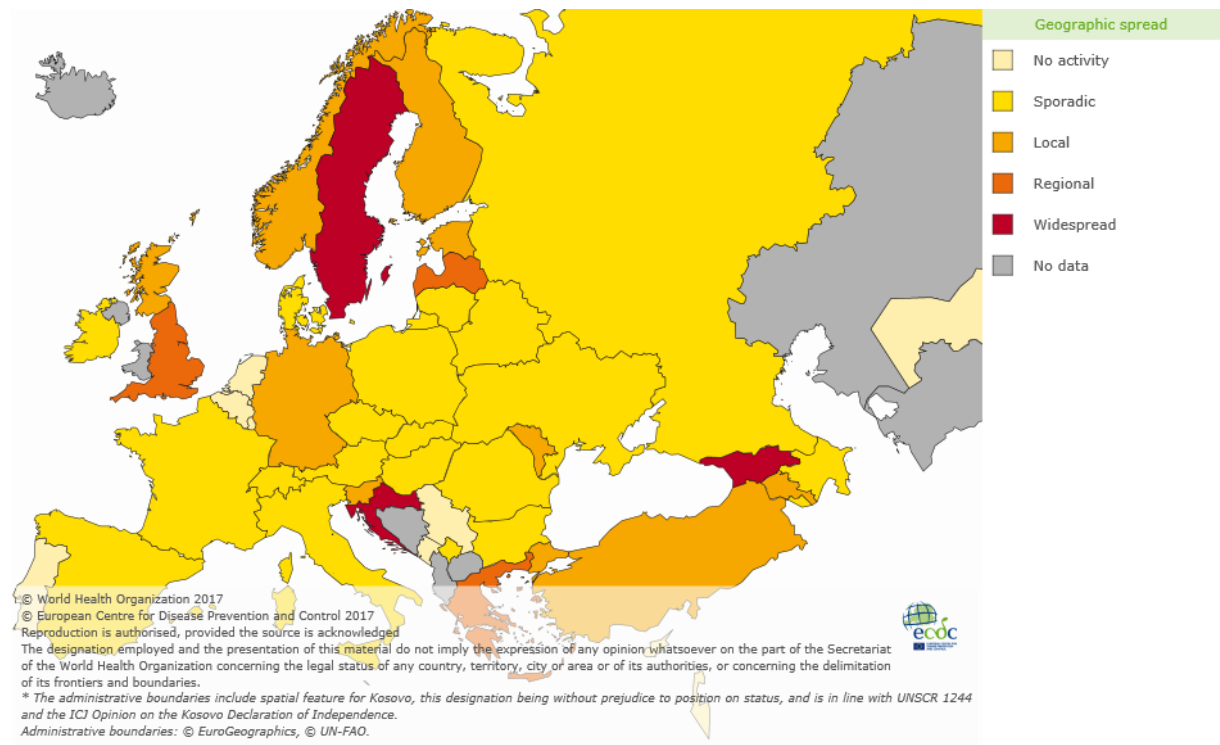 Geographic spread
No activity
Sporadic
Local
Regional
Widespread
No data
© World Health Organization 2017
© European Centre for Disease Prevention and Control 2017
Reproduction is authorised, provided the source is acknowledged
The designation employed and the presentation of this material do not imply the expression of any opinion whatsoever on the part of the Secretariat
of the World Health Organization concerning the legal status of any country, territory, city or area or of its authorities, or concerning the delimitation
of its frontiers and boundaries.
* The administrative boundaries include spatial feature for Kosovo, this designation being without prejudice to position on status, and is in line with UNSCR 1244
and the ICJ Opinion on the Kosovo Declaration of Independence.
Administrative boundaries: © EuroGeographics, © UN-FAO.
ecdc